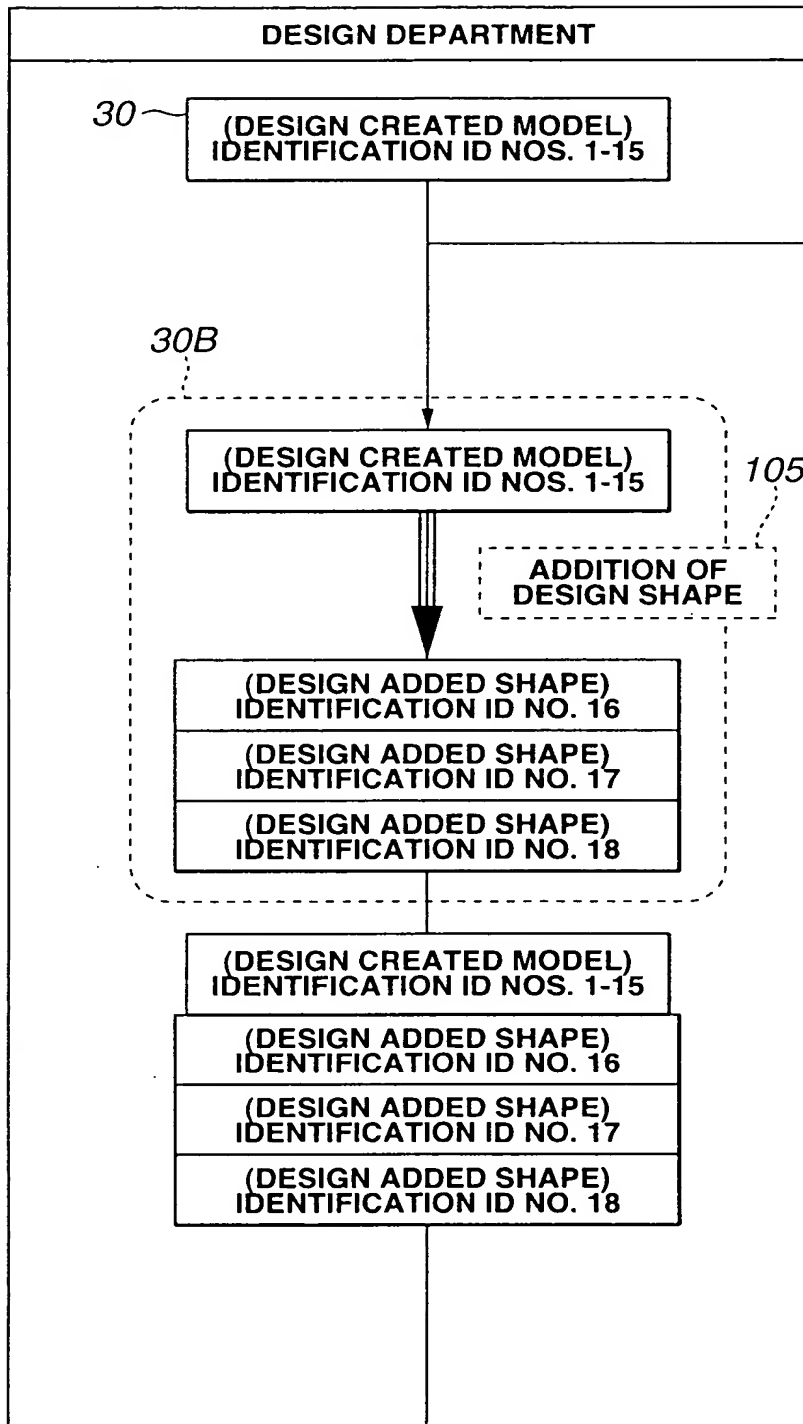 DESIGN DEPARTMENT
30
(DESIGN CREATED MODEL)
IDENTIFICATION ID NOS. 1-15
30B
(DESIGN CREATED MODEL)
IDENTIFICATION ID NOS. 1-15
105
ADDITION OF
DESIGN SHAPE
(DESIGN ADDED SHAPE)
IDENTIFICATION ID NO. 16
(DESIGN ADDED SHAPE)
IDENTIFICATION ID NO. 17
(DESIGN ADDED SHAPE)
IDENTIFICATION ID NO. 18
(DESIGN CREATED MODEL)
IDENTIFICATION ID NOS. 1-15
(DESIGN ADDED SHAPE)
IDENTIFICATION ID NO. 16
(DESIGN ADDED SHAPE)
IDENTIFICATION ID NO. 17
(DESIGN ADDED SHAPE)
IDENTIFICATION ID NO. 18